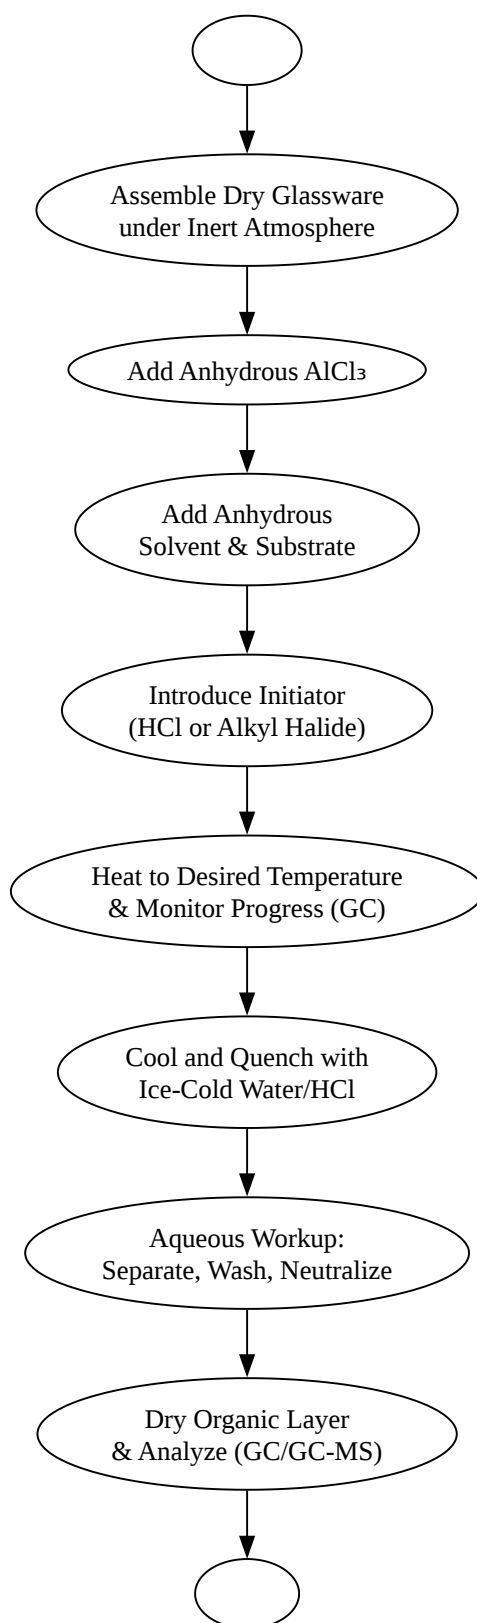 Assemble Dry Glassware
under Inert Atmosphere
Add Anhydrous AlCl₃
Add Anhydrous
Solvent & Substrate
Introduce Initiator
(HCl or Alkyl Halide)
Heat to Desired Temperature
& Monitor Progress (GC)
Cool and Quench with
Ice-Cold Water/HCl
Aqueous Workup:
Separate, Wash, Neutralize
Dry Organic Layer
& Analyze (GC/GC-MS)